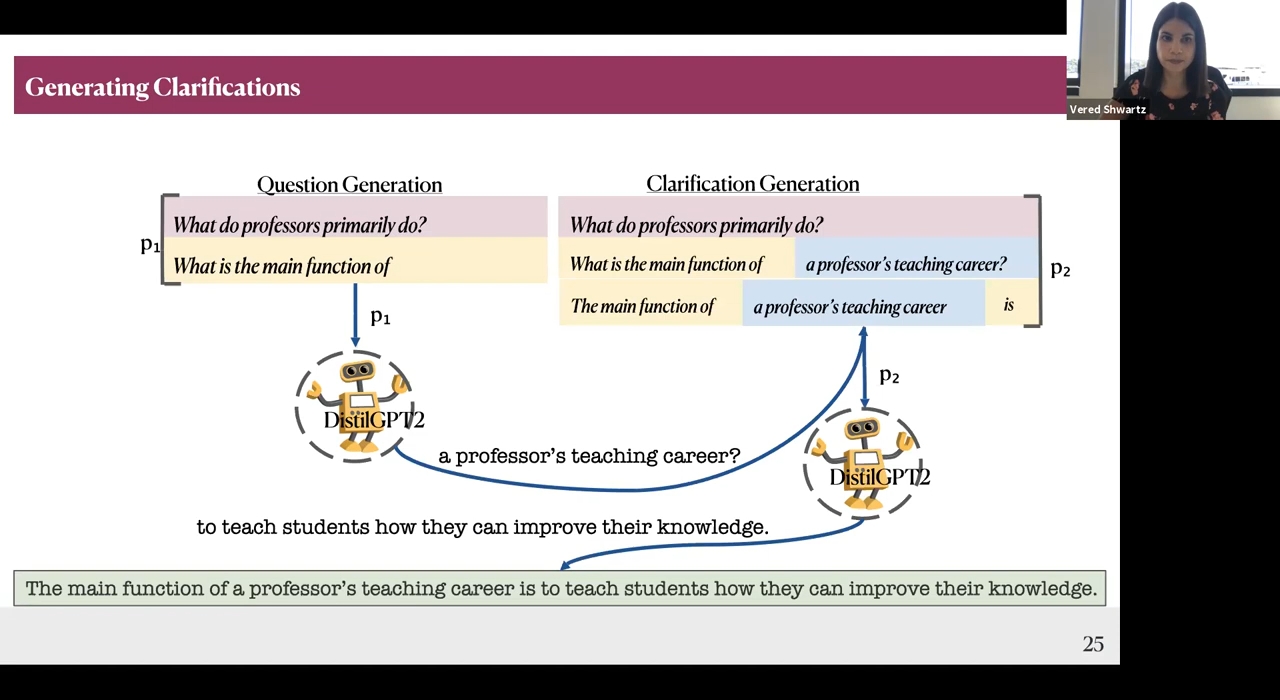 Generating Clarifications
Vered Shwartz
Question Generation
What do professors primarily do?
What is the main function of
p₁
p₁
DistilGPT2
Clarification Generation
What do professors primarily do?
What is the main function of a professor’s teaching career?
The main function of a professor’s teaching career is
p₂
p₂
DistilGPT2
a professor’s teaching career?
to teach students how they can improve their knowledge.
The main function of a professor’s teaching career is to teach students how they can improve their knowledge.
25